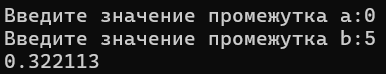 Введите значение промежутка a:0
Введите значение промежутка b:5
0.322113